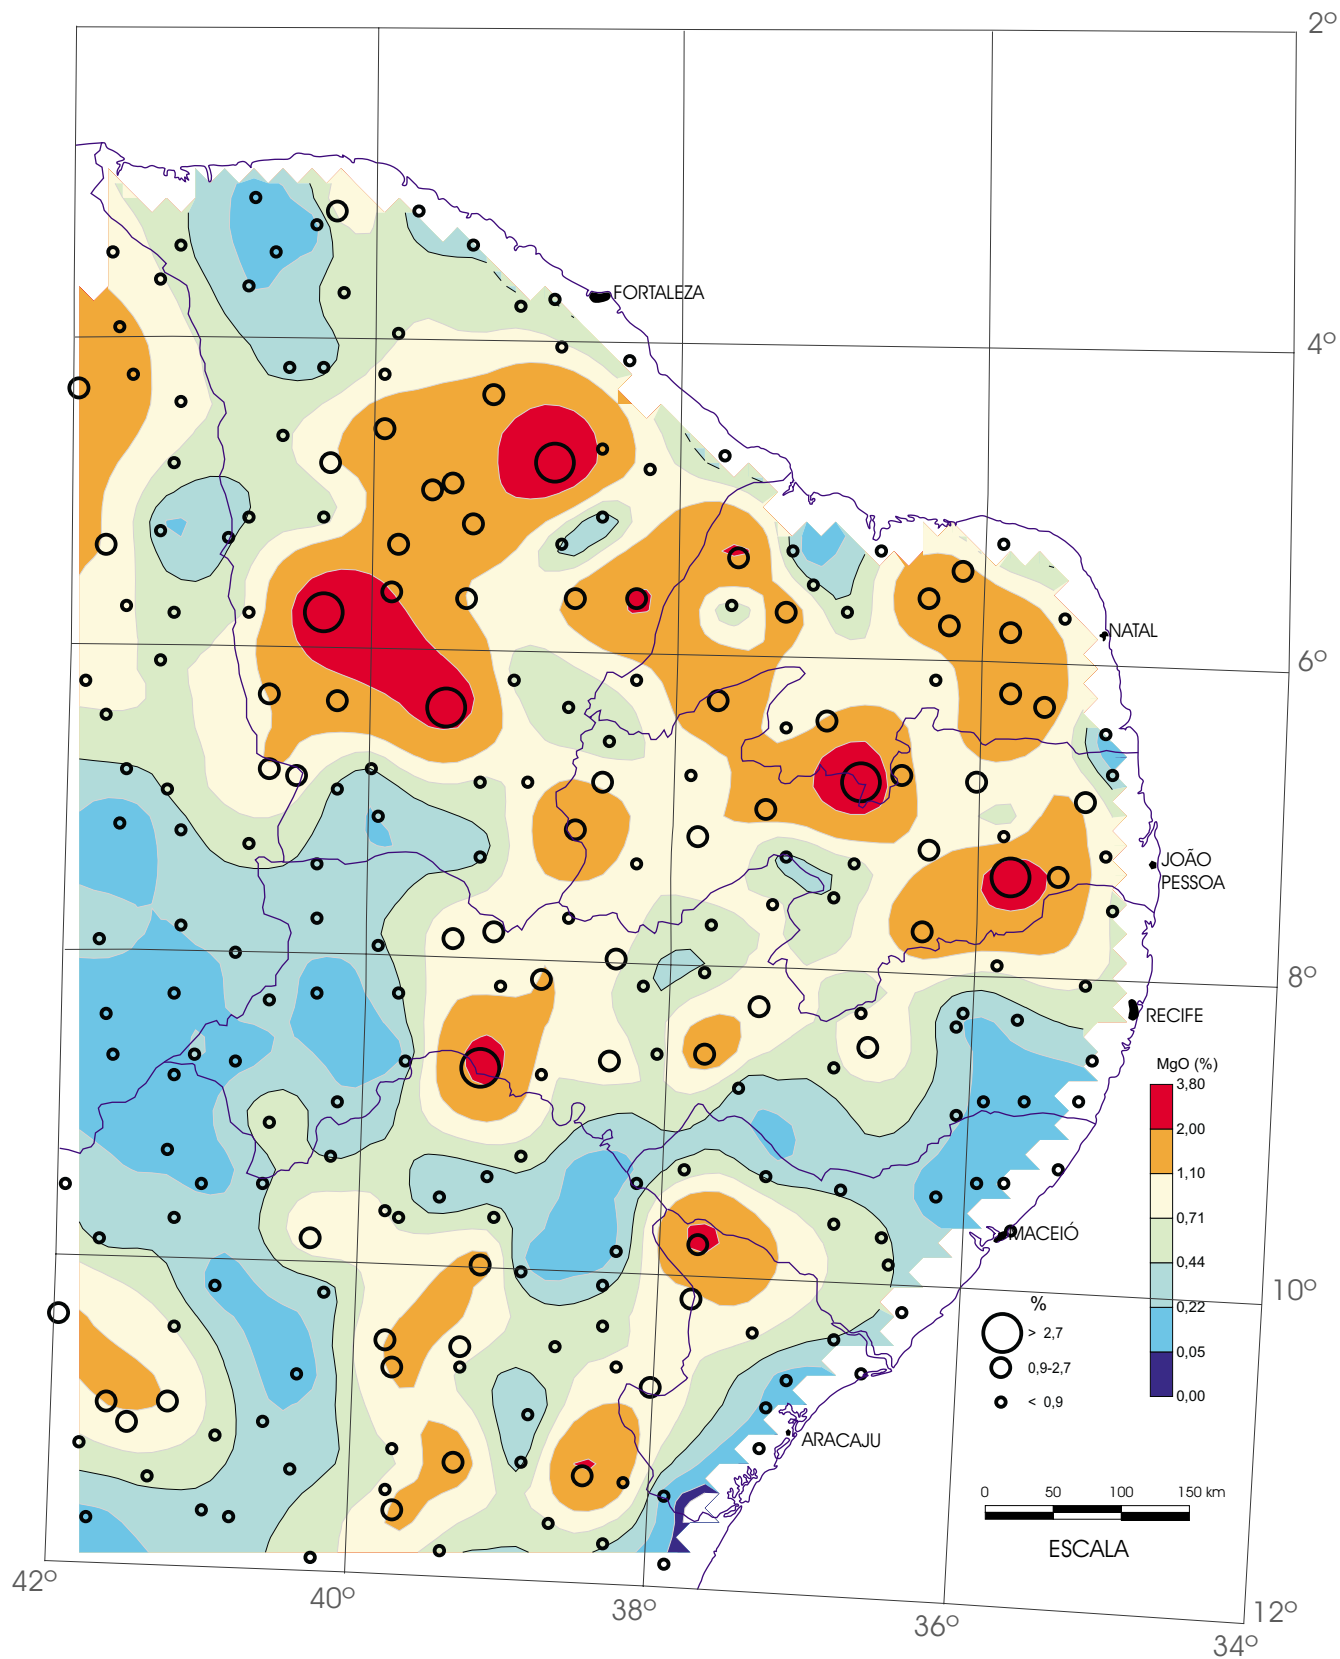 2º
FORTALEZA
4º
NATAL
6º
JOÃO
PESSOA
8º
RECIFE
MgO (%)
3,80
2,00
1,10
0,71
0,44
0,22
0,05
0,00
MACEIÓ
10º
%
> 2,7
0,9-2,7
< 0,9
ARACAJU
0 50 100 150 km
ESCALA
42º
40º
38º
36º
34º
12º